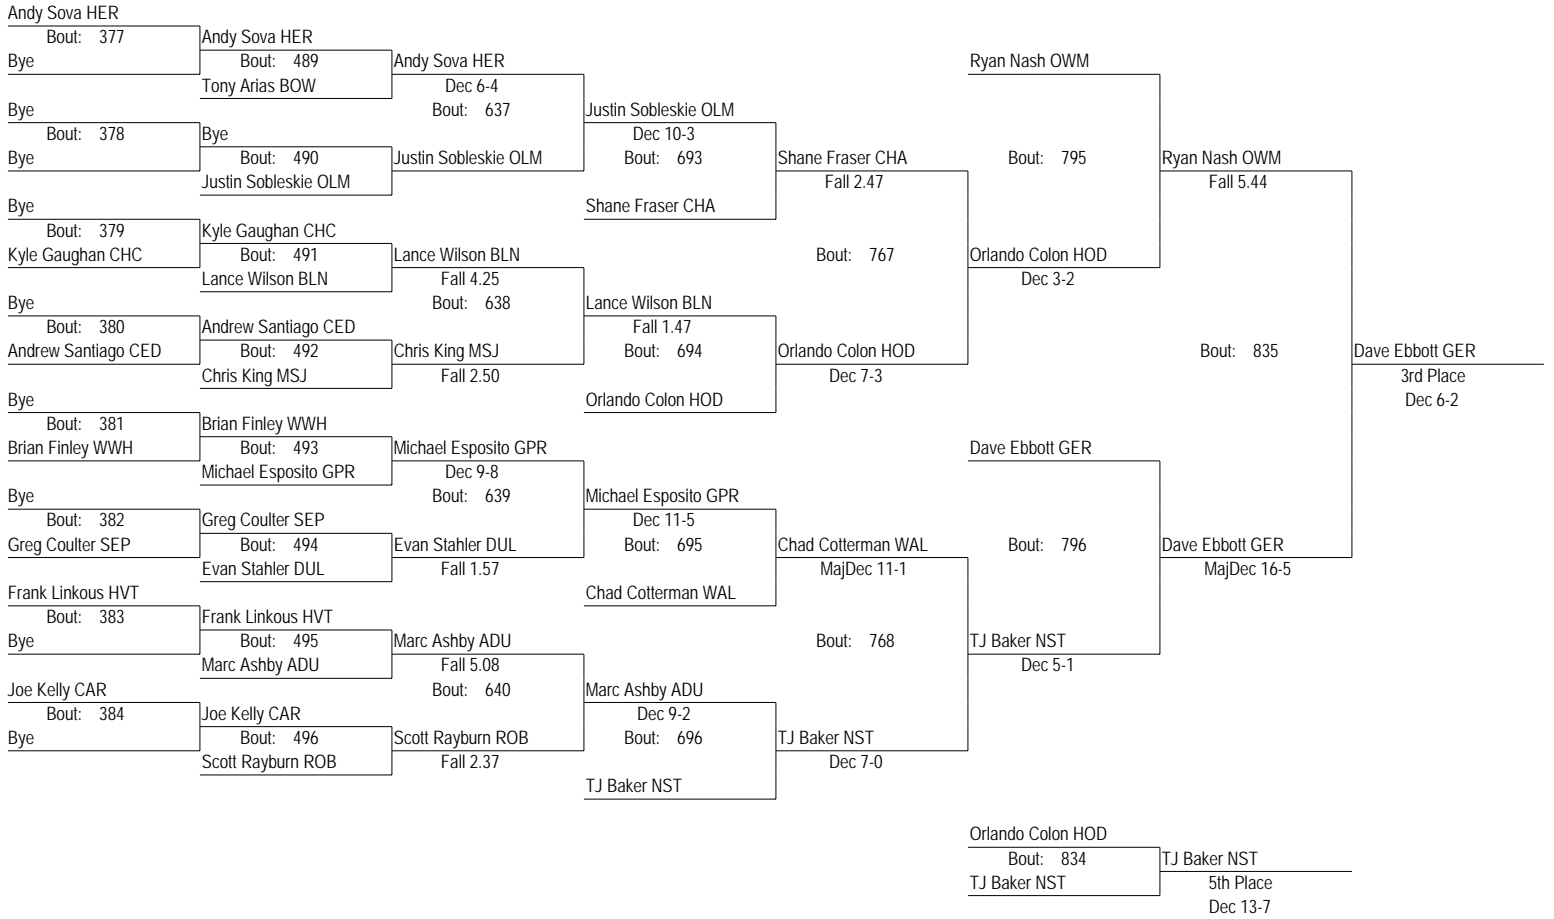 Andy Sova HER
Bout: 377
Bye
Bye
Bout: 378
Bye
Bye
Bout: 379
Kyle Gaughan CHC
Bye
Bout: 380
Andrew Santiago CED
Bye
Bout: 381
Brian Finley WWH
Bye
Bout: 382
Greg Coulter SEP
Frank Linkous HVT
Bout: 383
Bye
Joe Kelly CAR
Bout: 384
Bye
Andy Sova HER
Bout: 489
Tony Arias BOW
Bye
Bout: 490
Justin Sobleskie OLM
Kyle Gaughan CHC
Bout: 491
Lance Wilson BLN
Andrew Santiago CED
Bout: 492
Chris King MSJ
Brian Finley WWH
Bout: 493
Michael Esposito GPR
Greg Coulter SEP
Bout: 494
Evan Stahler DUL
Frank Linkous HVT
Bout: 495
Marc Ashby ADU
Joe Kelly CAR
Bout: 496
Scott Rayburn ROB
Andy Sova HER
Dec 6-4
Bout: 637
Justin Sobleskie OLM
Lance Wilson BLN
Fall 4.25
Bout: 638
Chris King MSJ
Fall 2.50
Michael Esposito GPR
Dec 9-8
Bout: 639
Evan Stahler DUL
Fall 1.57
Marc Ashby ADU
Fall 5.08
Bout: 640
Scott Rayburn ROB
Fall 2.37
Justin Sobleskie OLM
Dec 10-3
Bout: 693
Shane Fraser CHA
Lance Wilson BLN
Fall 1.47
Bout: 694
Orlando Colon HOD
Michael Esposito GPR
Dec 11-5
Bout: 695
Chad Cotterman WAL
Marc Ashby ADU
Dec 9-2
Bout: 696
TJ Baker NST
Shane Fraser CHA
Fall 2.47
Bout: 767
Orlando Colon HOD
Dec 7-3
Chad Cotterman WAL
MajDec 11-1
Bout: 768
TJ Baker NST
Dec 7-0
Ryan Nash OWM
Bout: 795
Orlando Colon HOD
Dec 3-2
Dave Ebbott GER
Bout: 796
TJ Baker NST
Dec 5-1
Ryan Nash OWM
Fall 5.44
Bout: 835
Dave Ebbott GER
MajDec 16-5
Dave Ebbott GER
3rd Place
Dec 6-2
Orlando Colon HOD
Bout: 834
TJ Baker NST
TJ Baker NST
5th Place
Dec 13-7